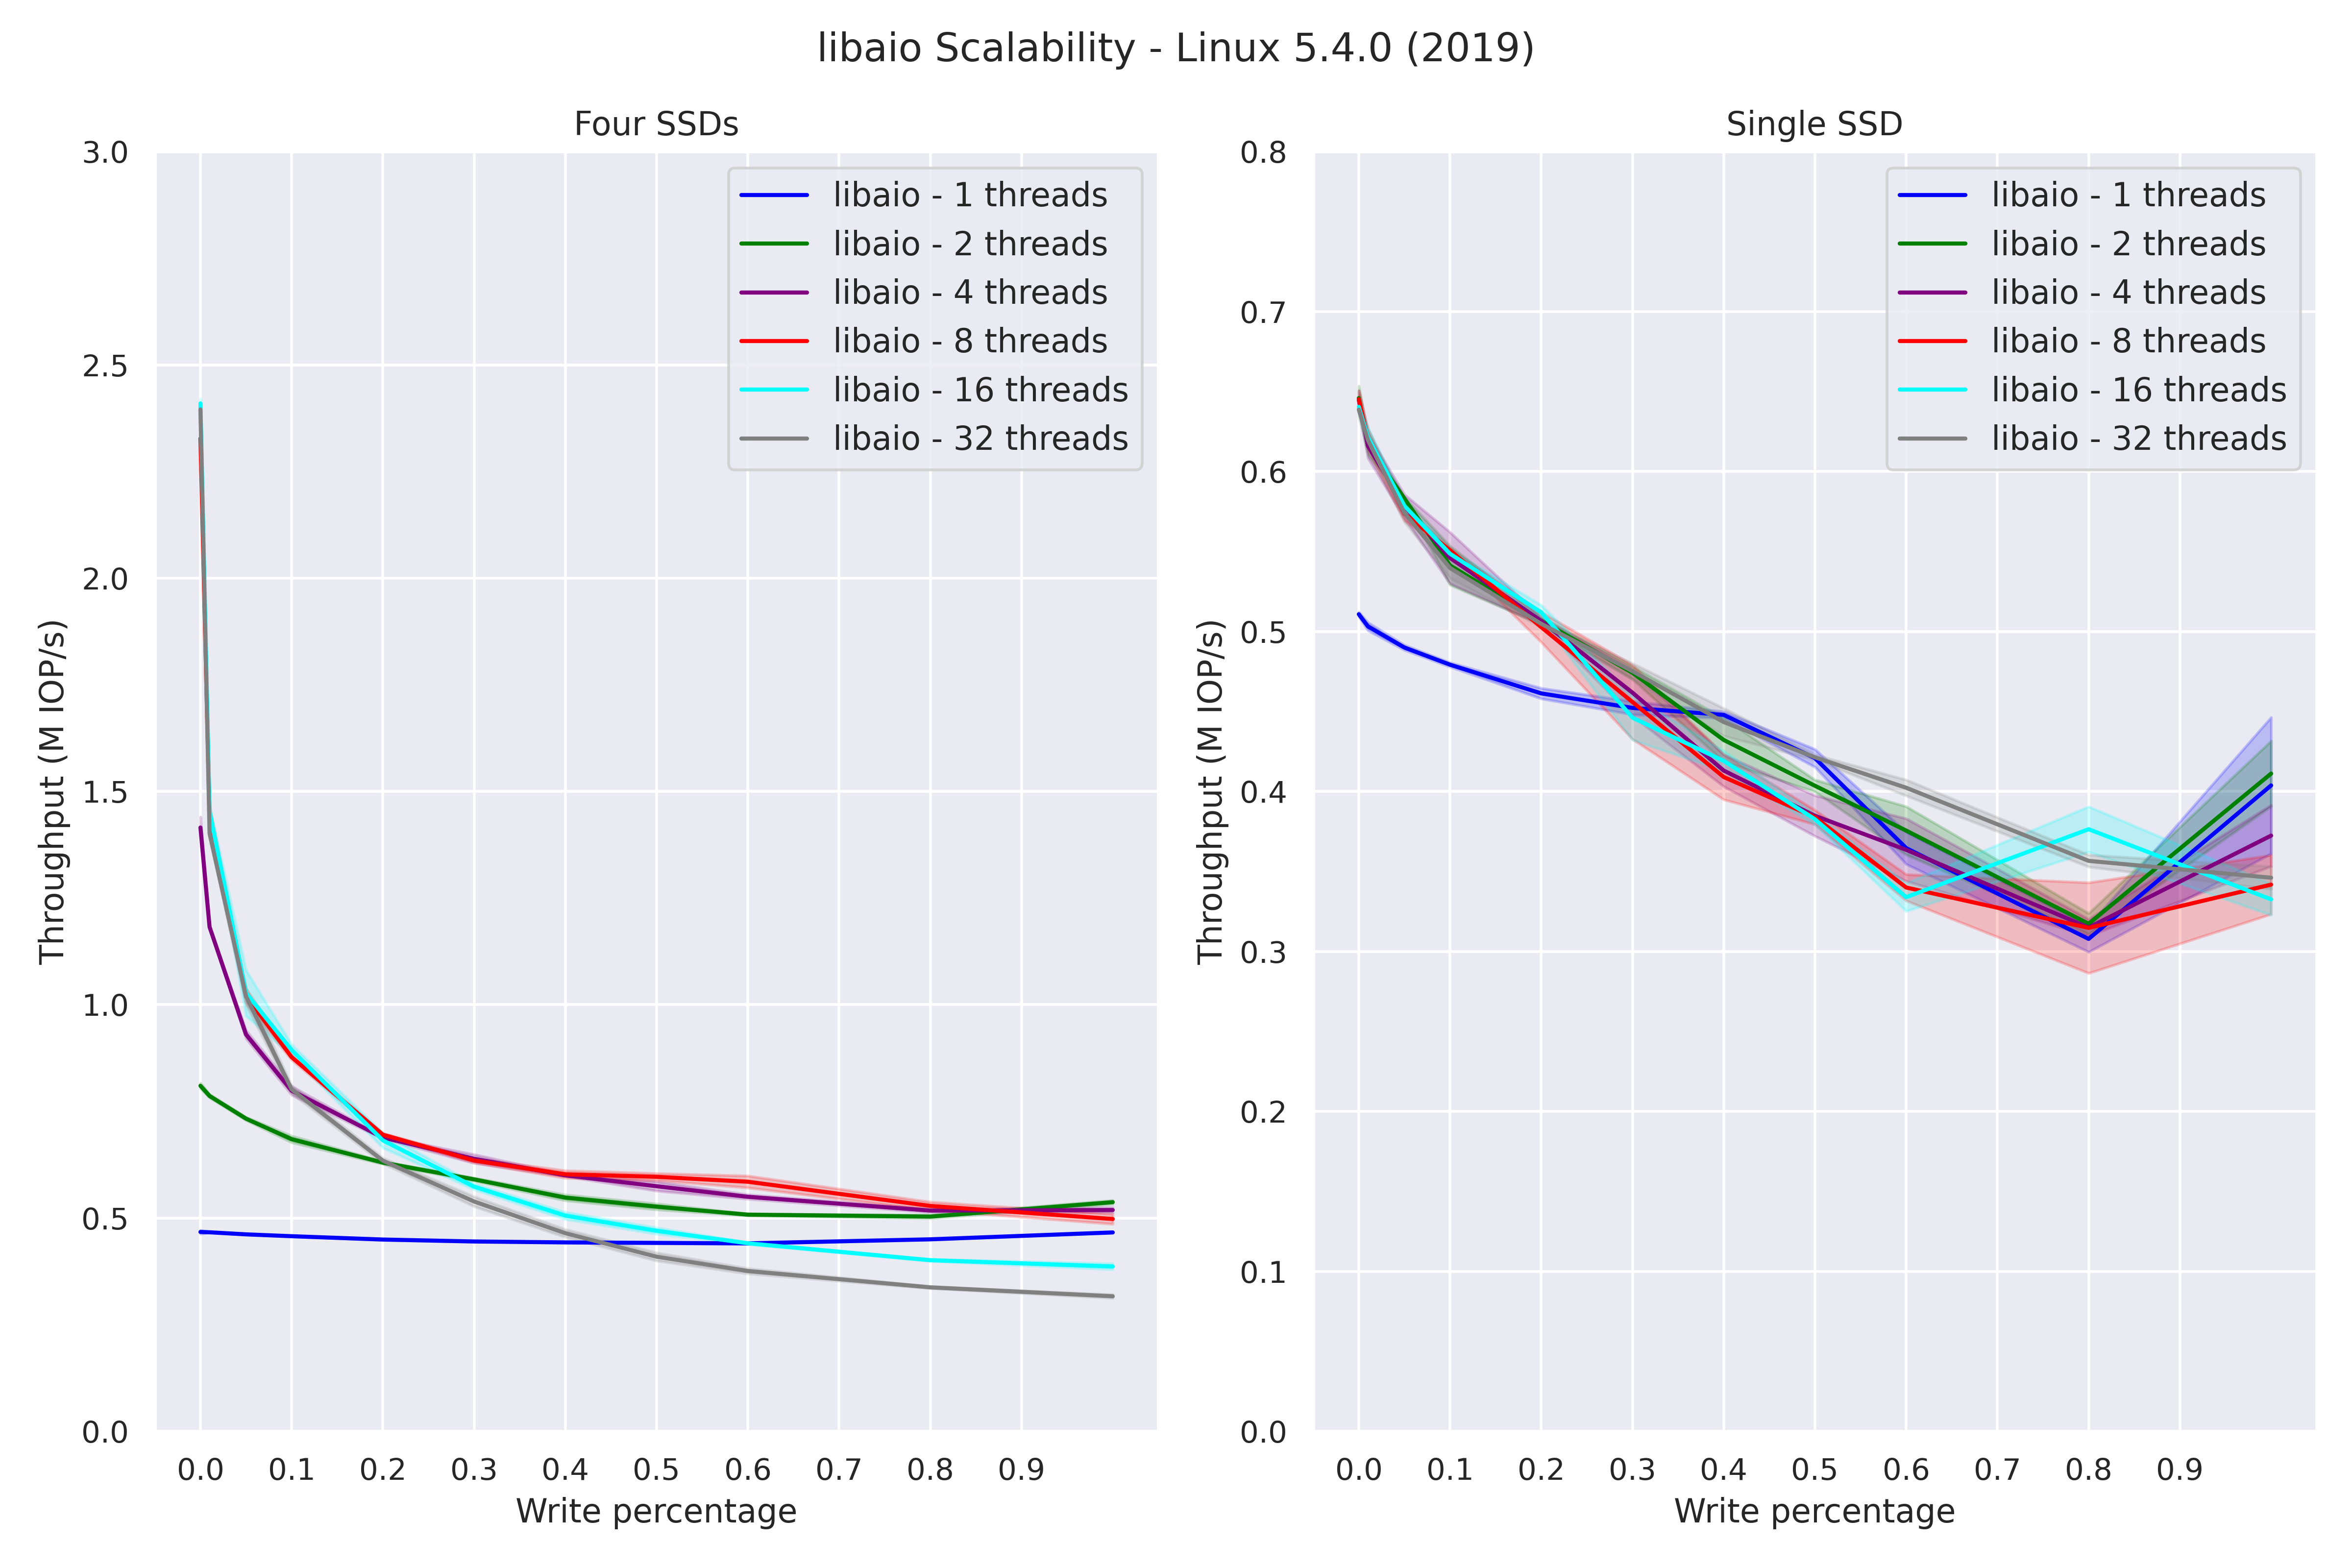 libaio Scalability - Linux 5.4.0 (2019)
Four SSDs
Throughput (M IOP/s)
3.0
2.5
2.0
1.5
1.0
0.5
0.0
libaio - 1 threads
libaio - 2 threads
libaio - 4 threads
libaio - 8 threads
libaio - 16 threads
libaio - 32 threads
0.0 0.1 0.2 0.3 0.4 0.5 0.6 0.7 0.8 0.9
Write percentage
Single SSD
Throughput (M IOP/s)
0.8
0.7
0.6
0.5
0.4
0.3
0.2
0.1
0.0
libaio - 1 threads
libaio - 2 threads
libaio - 4 threads
libaio - 8 threads
libaio - 16 threads
libaio - 32 threads
0.0 0.1 0.2 0.3 0.4 0.5 0.6 0.7 0.8 0.9
Write percentage